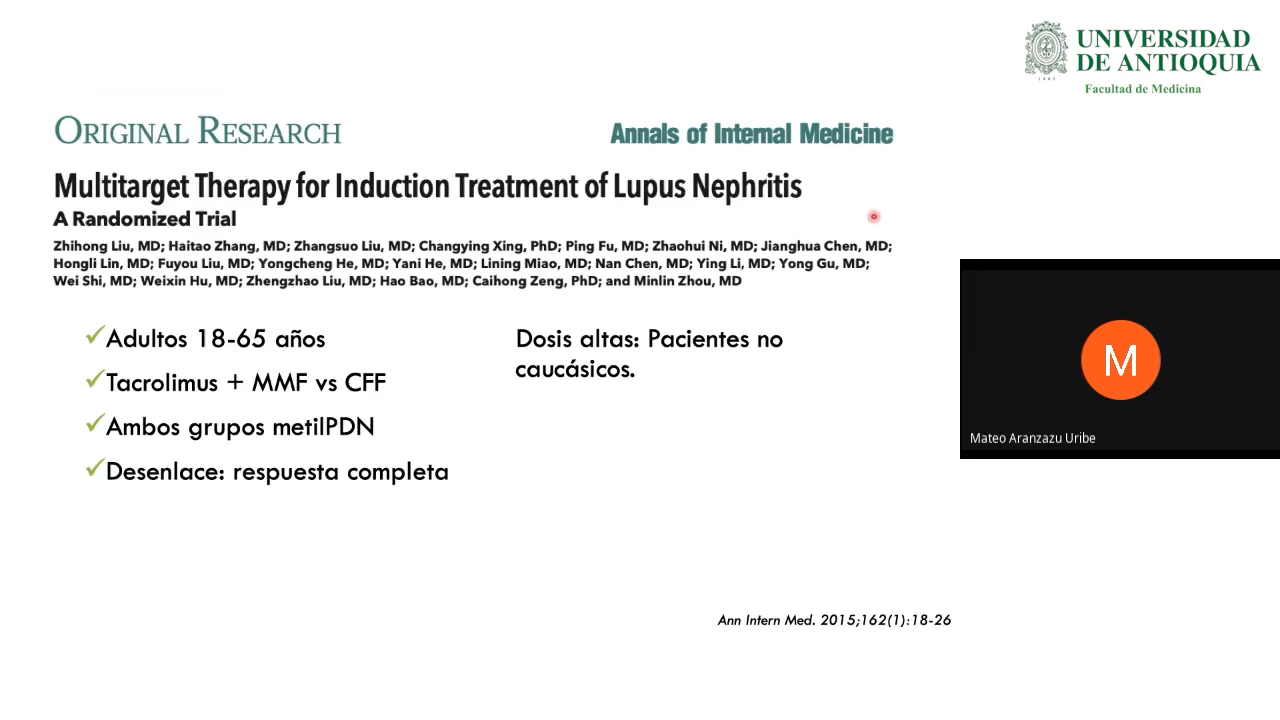 UNIVERSIDAD
DE ANTIOQUIA
1803
Facultad de Medicina
ORIGINAL RESEARCH
Annals of Internal Medicine
Multitarget Therapy for Induction Treatment of Lupus Nephritis
A Randomized Trial
Zhihong Liu, MD; Haitao Zhang, MD; Zhangsuo Liu, MD; Changying Xing, PhD; Ping Fu, MD; Zhaohui Ni, MD; Jianghua Chen, MD;
Hongli Lin, MD; Fuyou Liu, MD; Yongcheng He, MD; Yani He, MD; Lining Miao, MD; Nan Chen, MD; Ying Li, MD; Yong Gu, MD;
Wei Shi, MD; Weixin Hu, MD; Zhengzhao Liu, MD; Hao Bao, MD; Caihong Zeng, PhD; and Minlin Zhou, MD
Adultos 18-65 años
Tacrolimus + MMF vs CFF
Ambos grupos metilPDN
Desenlace: respuesta completa
Dosis altas: Pacientes no
caucásicos.
M
Mateo Aranzazu Uribe
Ann Intern Med. 2015;162(1):18-26